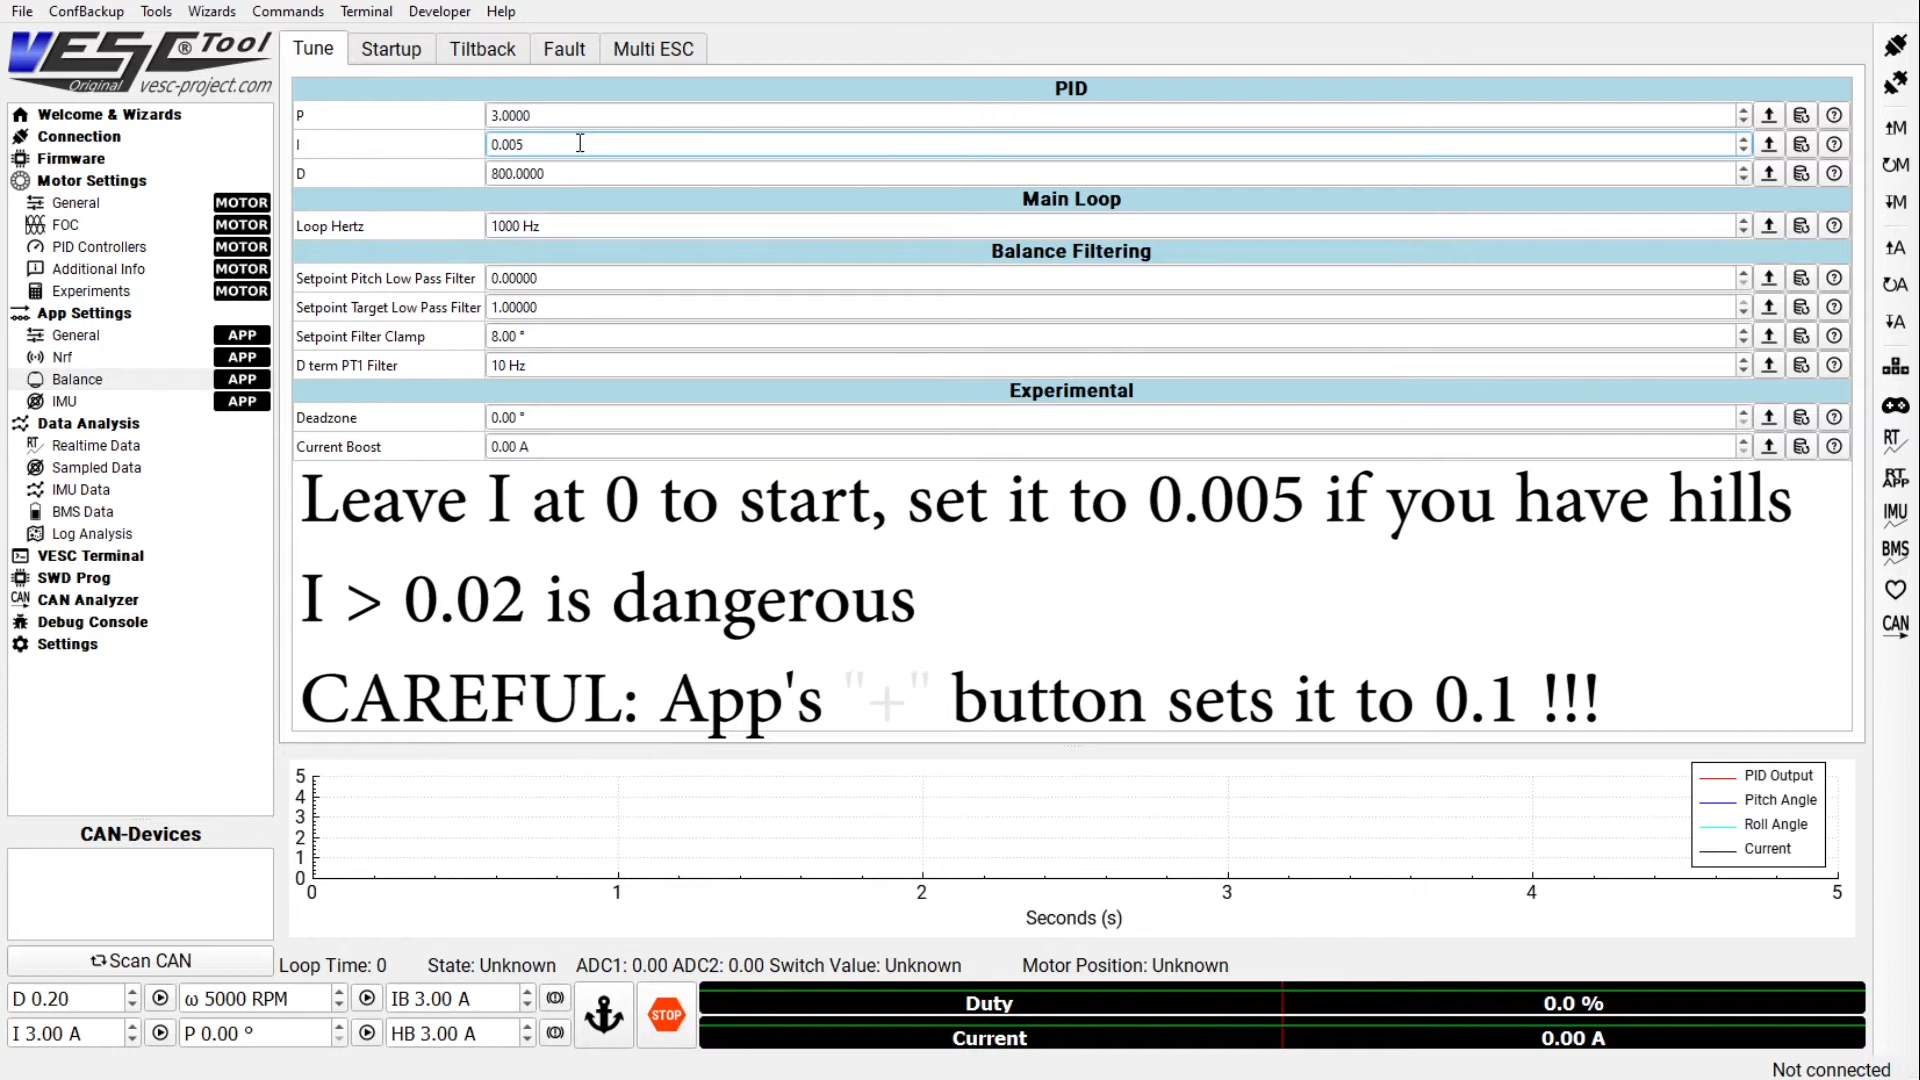 File ConfBackup Tools Wizards Commands Terminal Developer Help
VESC ® Tool
Original vesc-project.com
Welcome & Wizards
Connection
Firmware
Motor Settings
General MOTOR
FOC MOTOR
PID Controllers MOTOR
Additional Info MOTOR
Experiments MOTOR
App Settings
General APP
Nrf APP
Balance APP
IMU APP
Data Analysis
RT Realtime Data
Sampled Data
IMU Data
BMS Data
Log Analysis
VESC Terminal
SWD Prog
CAN CAN Analyzer
Debug Console
Settings
CAN-Devices
Scan CAN
Tune Startup Tiltback Fault Multi ESC
PID
P 3.0000
I 0.005
D 800.0000
Main Loop
Loop Hertz 1000 Hz
Balance Filtering
Setpoint Pitch Low Pass Filter 0.00000
Setpoint Target Low Pass Filter 1.00000
Setpoint Filter Clamp 8.00 °
D term PT1 Filter 10 Hz
Experimental
Deadzone 0.00 °
Current Boost 0.00 A
Leave I at 0 to start, set it to 0.005 if you have hills
I > 0.02 is dangerous
CAREFUL: App's "+" button sets it to 0.1 !!!
5
4
3
2
1
0
0 1 2 3 4 5
Seconds (s)
PID Output
Pitch Angle
Roll Angle
Current
Loop Time: 0 State: Unknown ADC1: 0.00 ADC2: 0.00 Switch Value: Unknown Motor Position: Unknown
D 0.20 ω 5000 RPM IB 3.00 A
I 3.00 A P 0.00 ° HB 3.00 A
STOP
Duty 0.0 %
Current 0.00 A
M
M
M
A
A
A
RT
RT
APP
IMU
BMS
CAN
Not connected